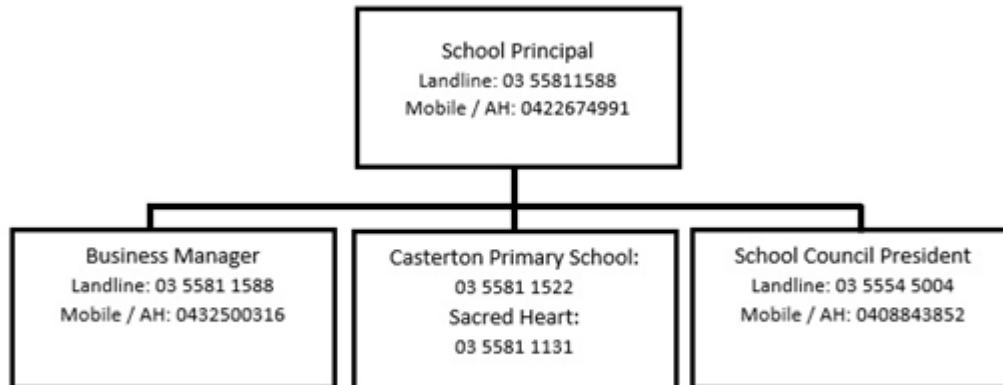 School Principal
Landline: 03 55811588
Mobile / AH: 0422674991
Business Manager
Landline: 03 5581 1588
Mobile / AH: 0432500316
Casterton Primary School:
03 5581 1522
Sacred Heart:
03 5581 1131
School Council President
Landline: 03 5554 5004
Mobile / AH: 0408843852